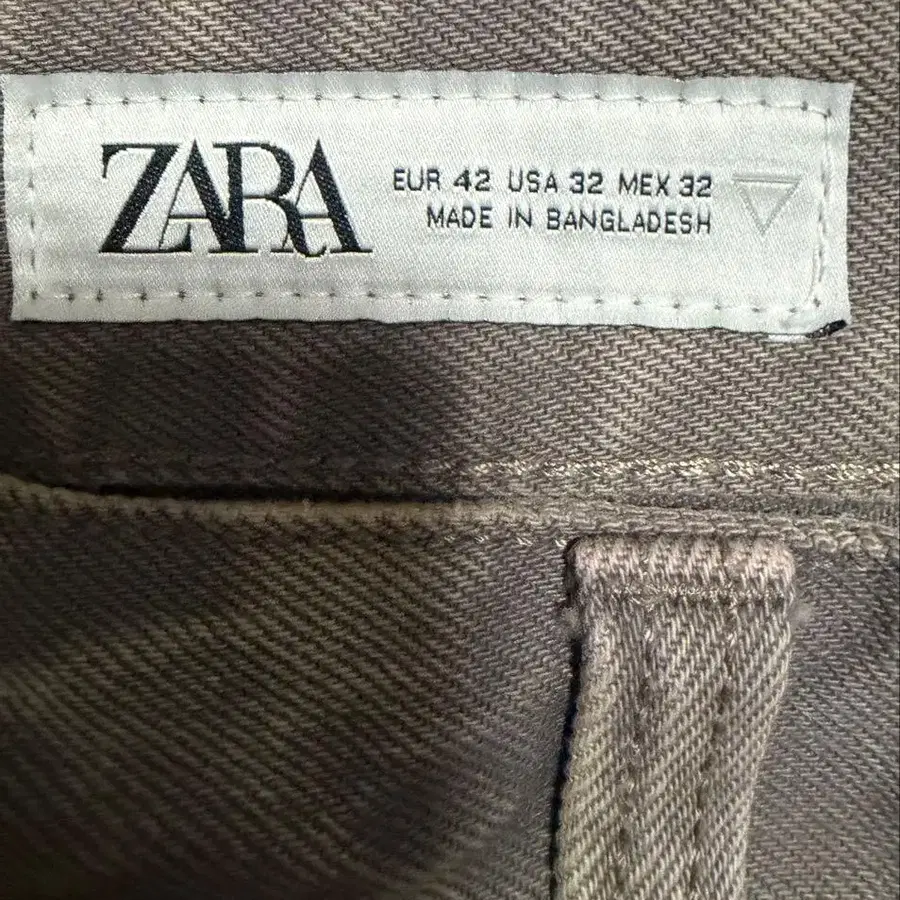 ZARA
EUR 42 USA 32 MEX 32
MADE IN BANGLADESH